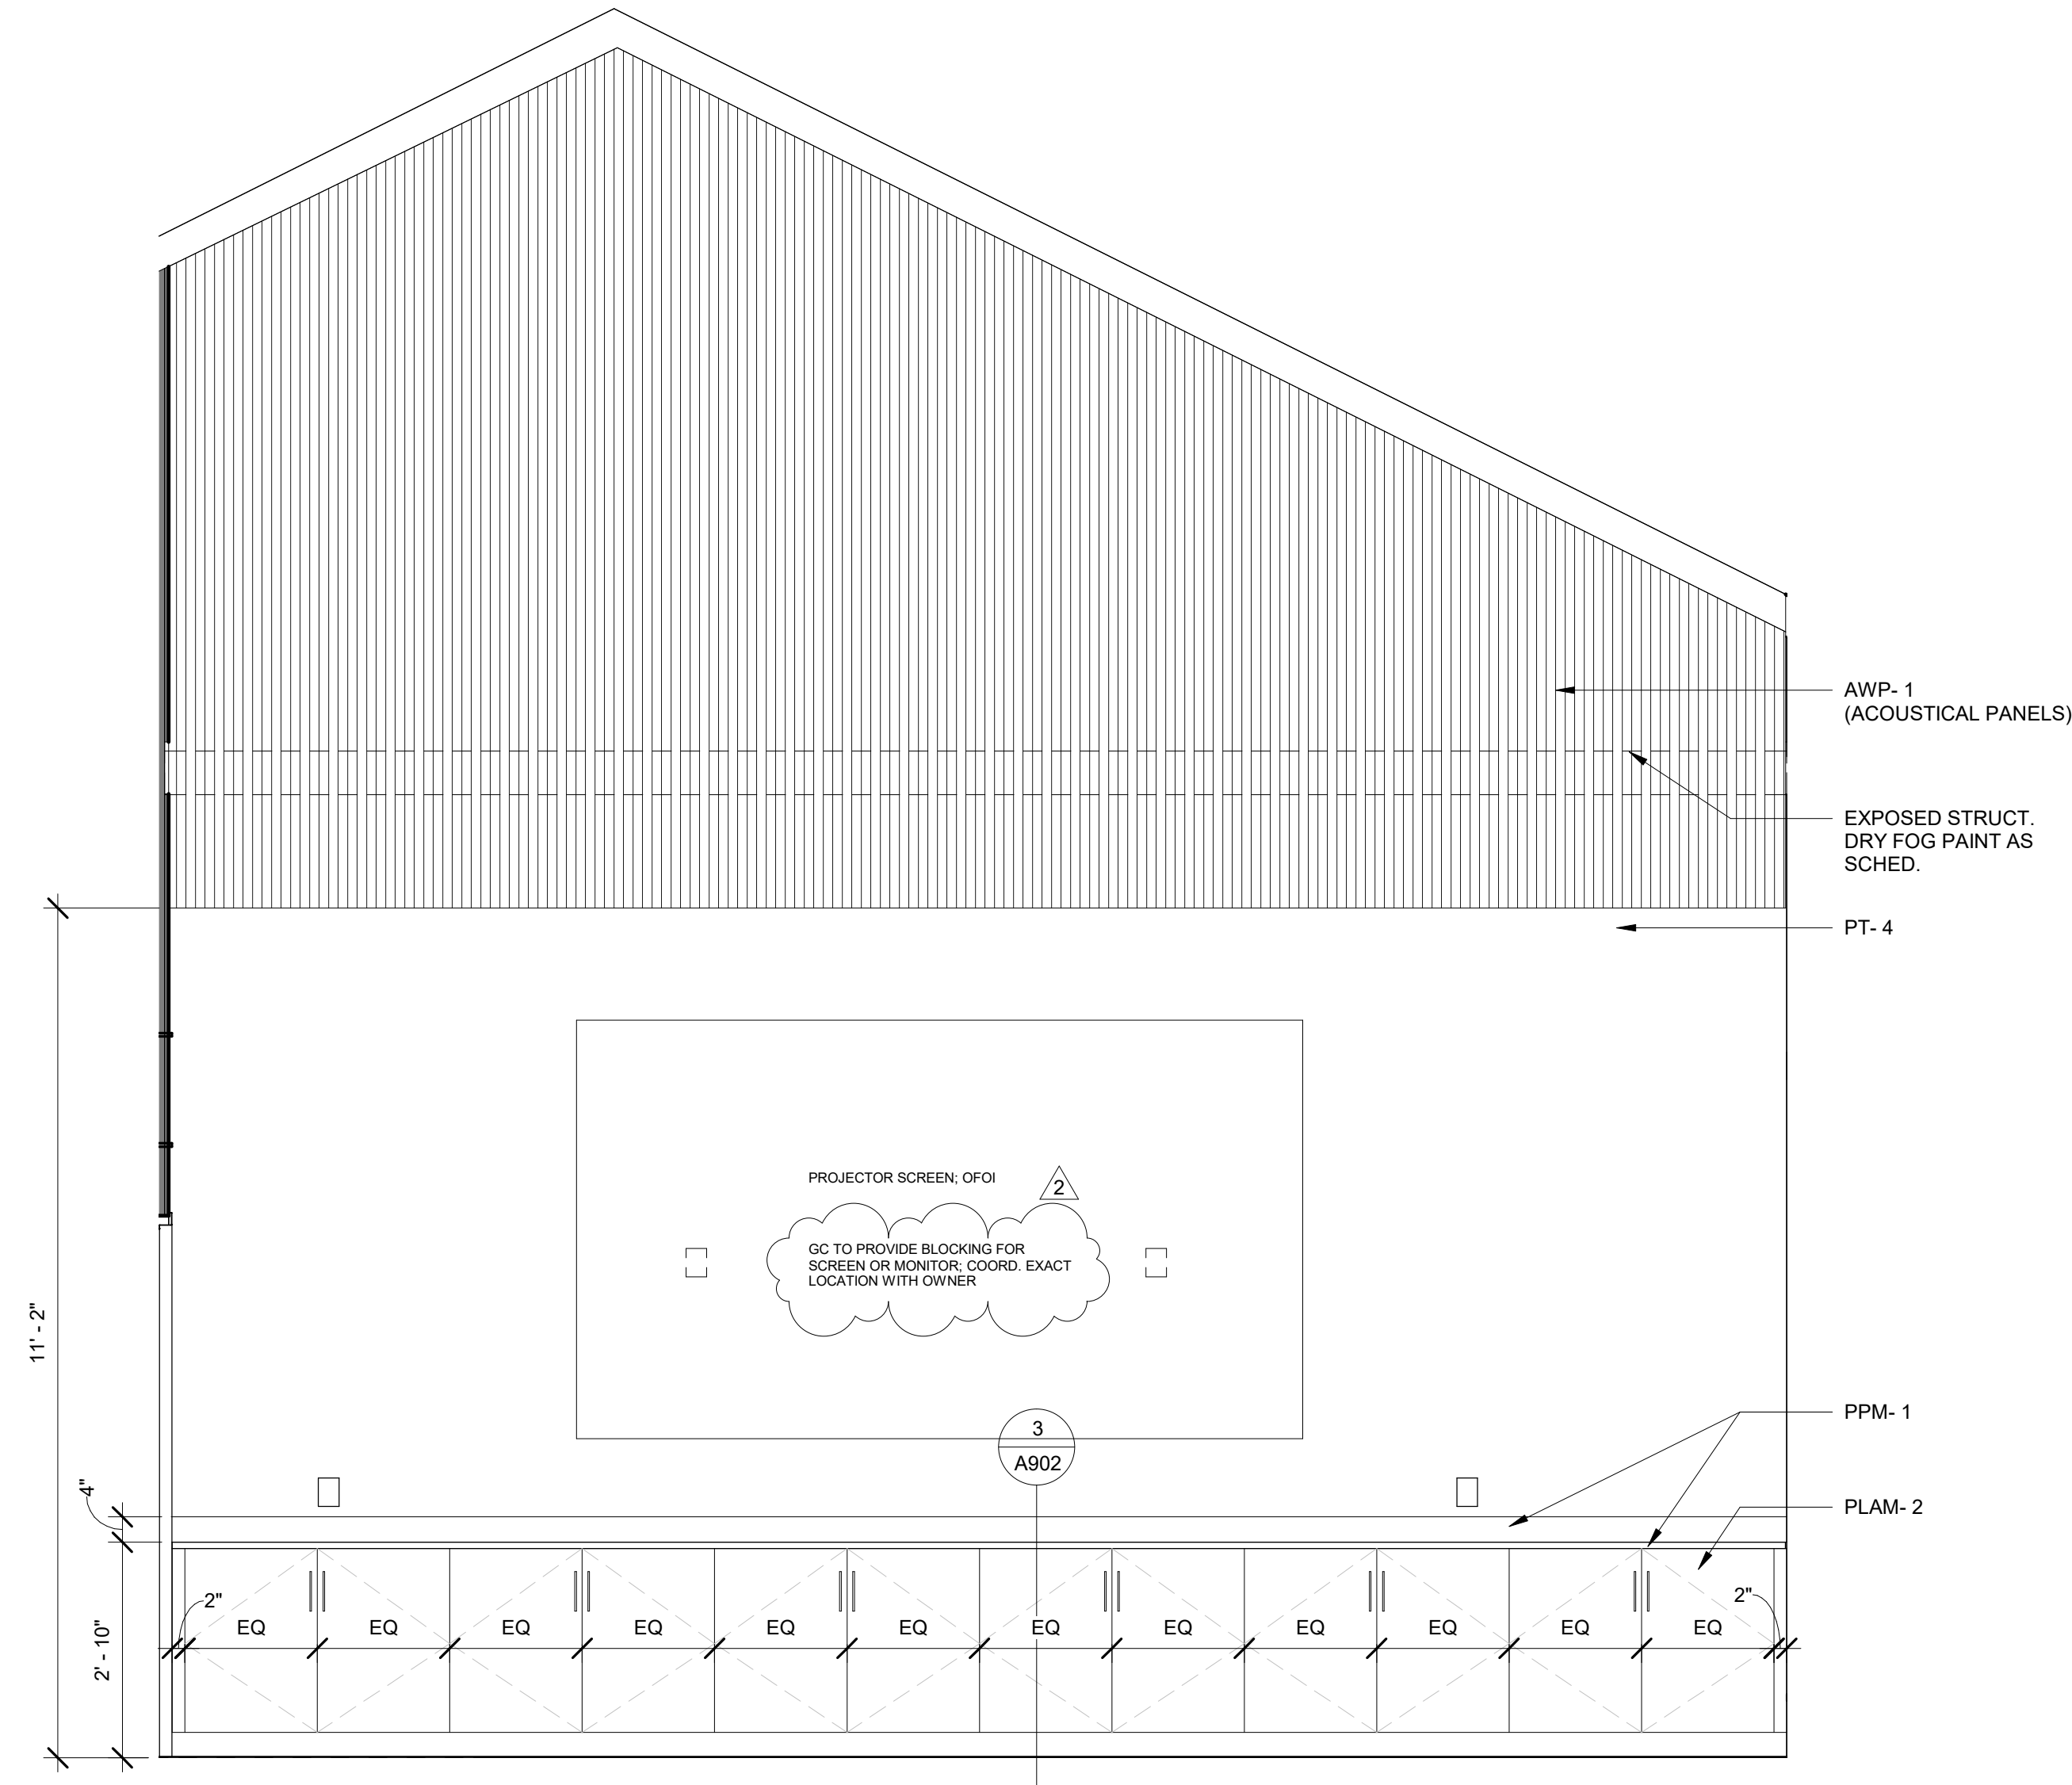 AWP- 1
(ACOUSTICAL PANELS)
EXPOSED STRUCT.
DRY FOG PAINT AS
SCHED.
PT- 4
11' - 2"
PROJECTOR SCREEN; OFOI
2
GC TO PROVIDE BLOCKING FOR
SCREEN OR MONITOR; COORD. EXACT
LOCATION WITH OWNER
3
A902
PPM- 1
PLAM- 2
4"
2' - 10"
2"
EQ
EQ
EQ
EQ
EQ
EQ
EQ
EQ
EQ
EQ
EQ
EQ
2"